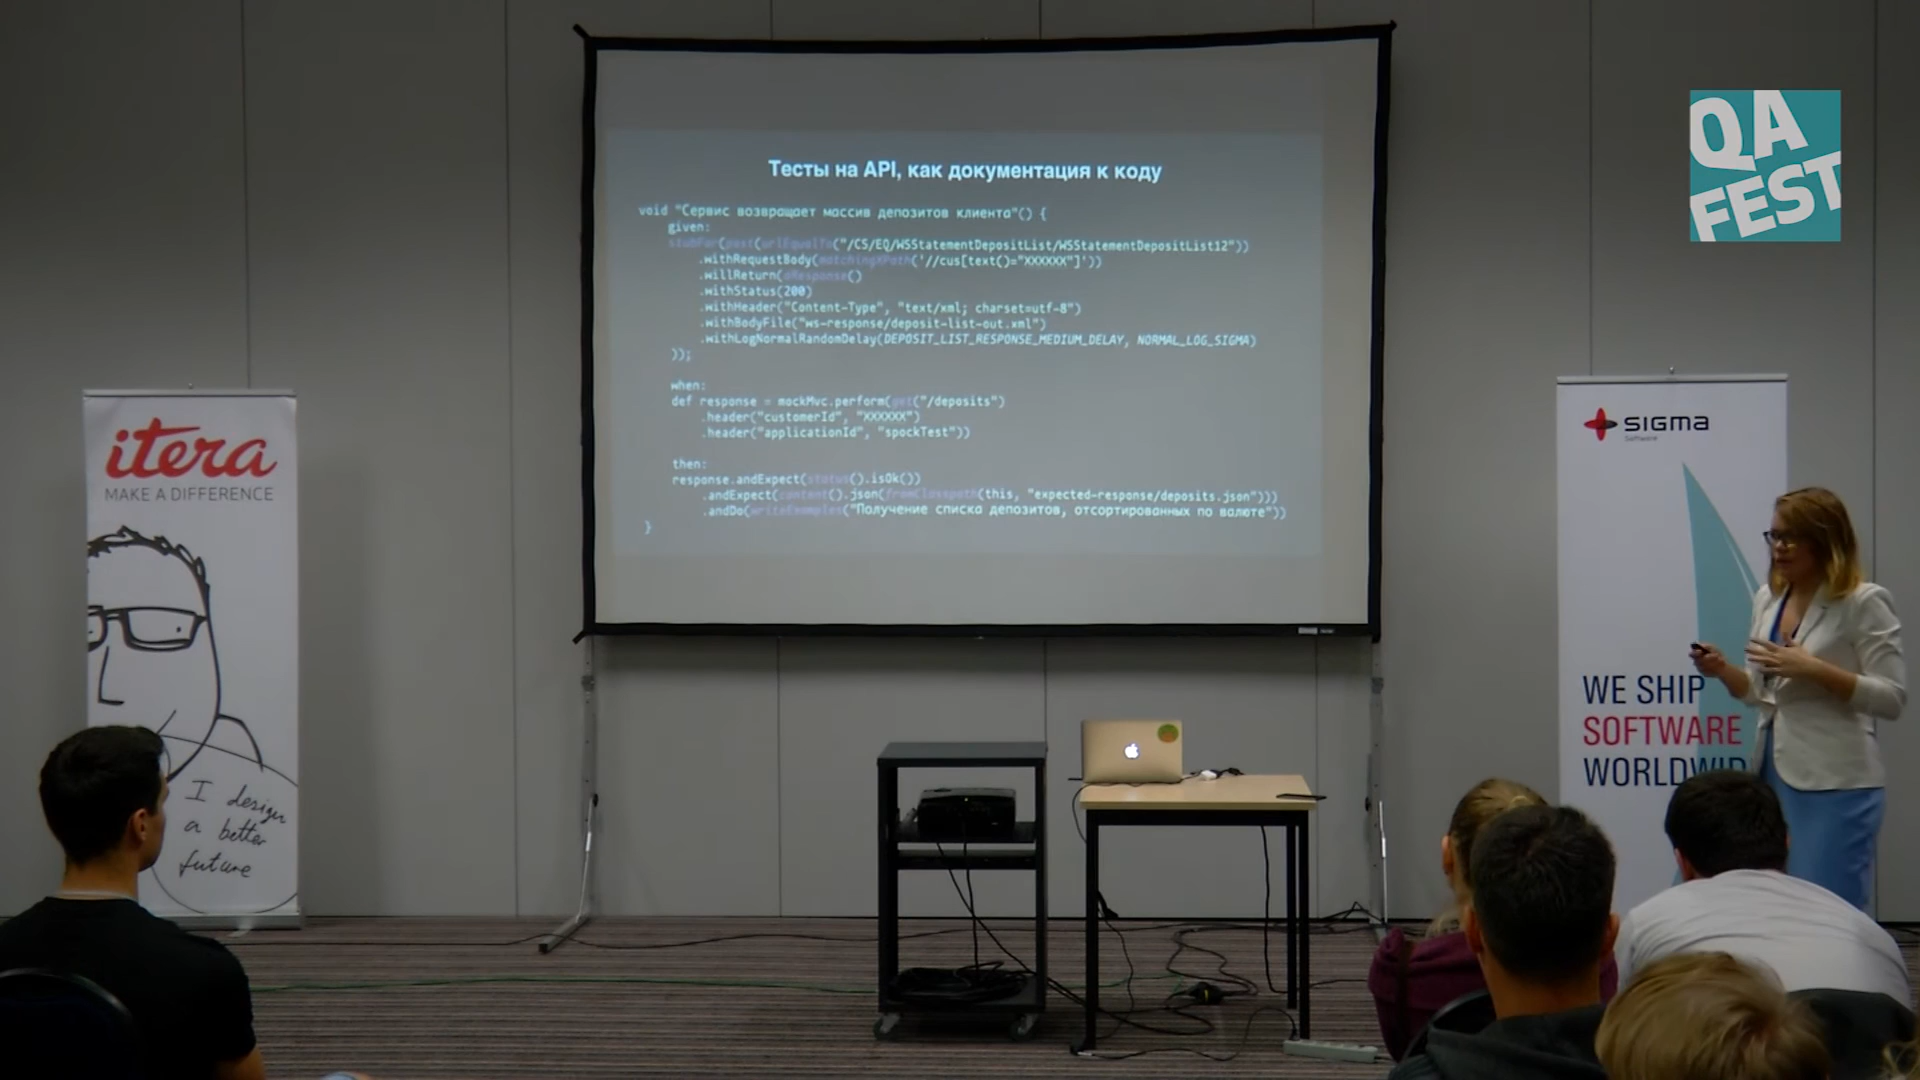 QA
FEST
Тесты на API, как документация к коду
void "Сервис возвращает массив депозитов клиента"() {
given:
stubFor(post(urlEqualTo("/CS/EQ/WSStatementDepositList/WSStatementDepositList12"))
.withRequestBody(matchingXPath('//cus[text()="XXXXXX"]'))
.willReturn(aResponse()
.withStatus(200)
.withHeader("Content-Type", "text/xml; charset=utf-8")
.withBodyFile("ws-response/deposit-list-out.xml")
.withLogNormalRandomDelay(DEPOSIT_LIST_RESPONSE_MEDIUM_DELAY, NORMAL_LOG_SIGMA)
));
when:
def response = mockMvc.perform(get("/deposits")
.header("customerId", "XXXXXX")
.header("applicationId", "spockTest"))
then:
response.andExpect(status().isOk())
.andExpect(content().json(fromClasspath(this, "expected-response/deposits.json")))
.andDo(writeExamples("Получение списка депозитов, отсортированных по валюте"))
}
itera
MAKE A DIFFERENCE
I design
a better
future
SIGMA
Software
WE SHIP
SOFTWARE
WORLDWID